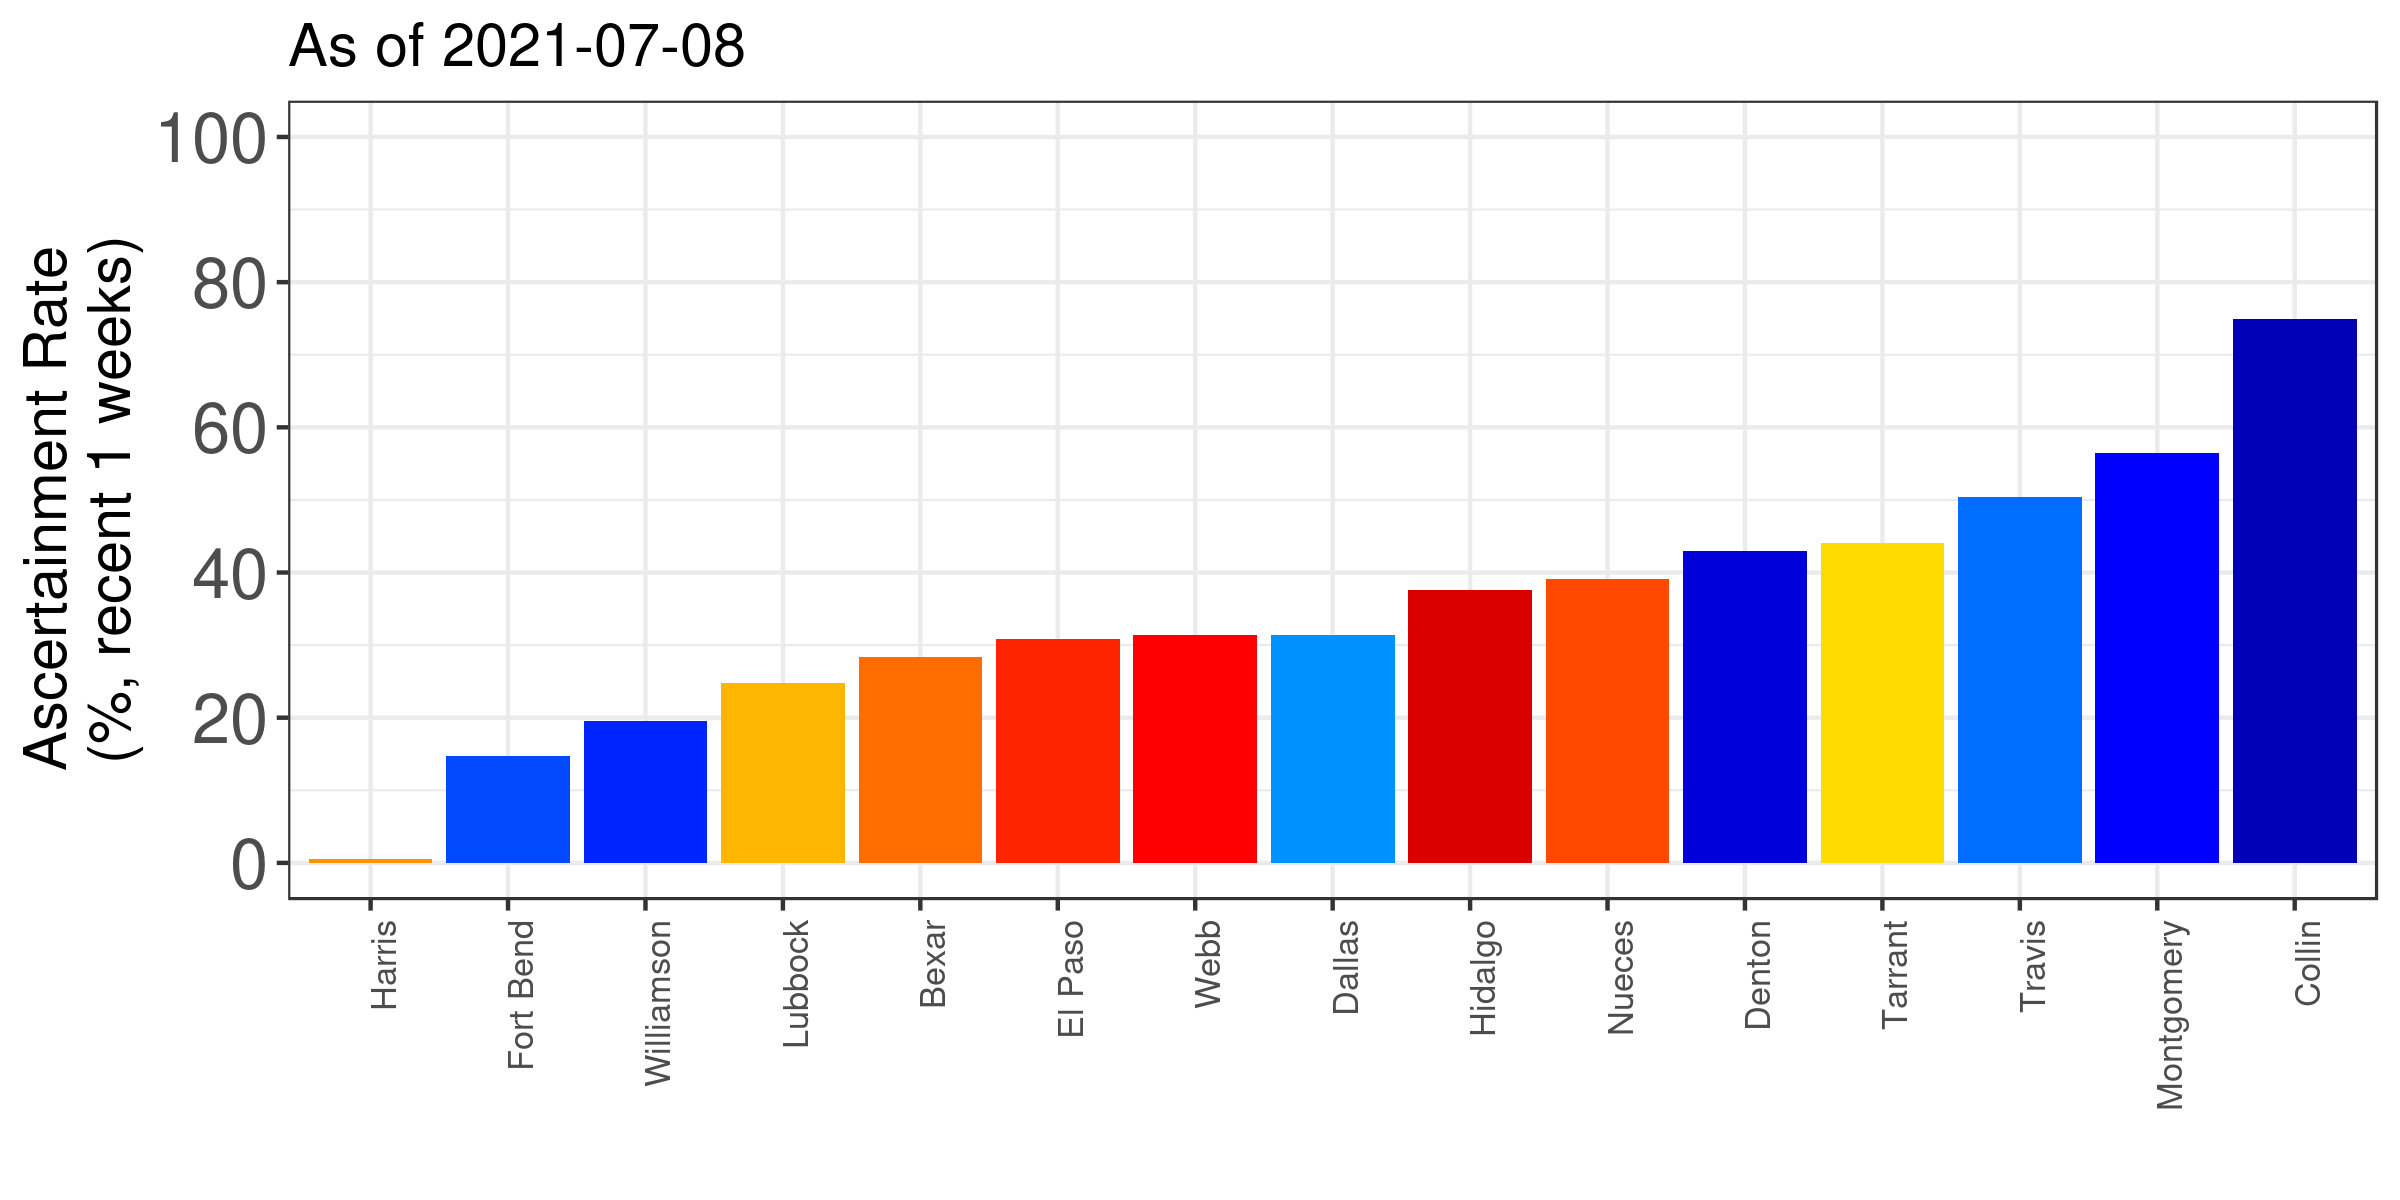 As of 2021-07-08
Ascertainment Rate
(%, recent 1 weeks)
100
80
60
40
20
0
Harris
Fort Bend
Williamson
Lubbock
Bexar
El Paso
Webb
Dallas
Hidalgo
Nueces
Denton
Tarrant
Travis
Montgomery
Collin